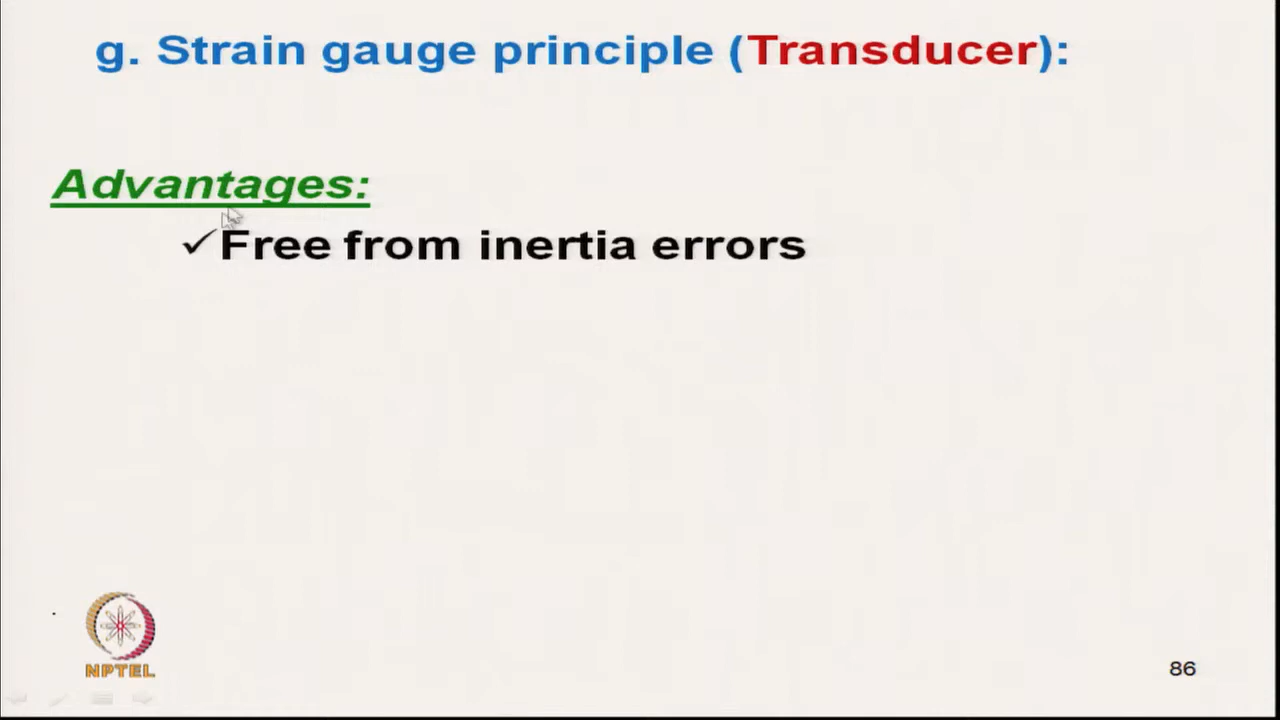 g. Strain gauge principle (Transducer):
Advantages:
✓Free from inertia errors
NPTEL
86